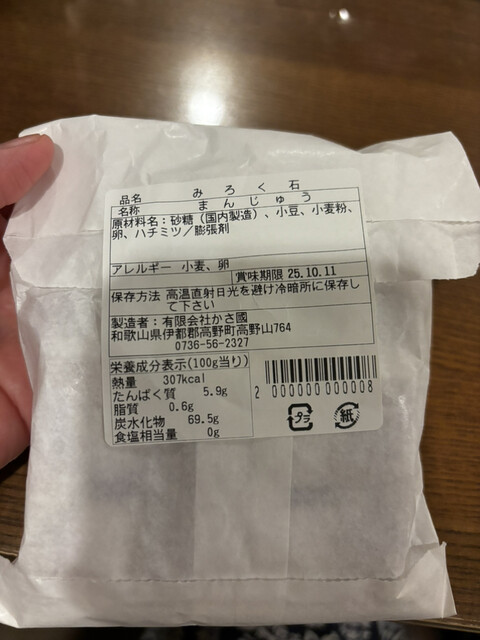 品名 みろく石
名称 まんじゅう
原材料名：砂糖（国内製造）、小豆、小麦粉、
卵、ハチミツ／膨張剤
アレルギー 小麦、卵
賞味期限 25.10.11
保存方法 高温直射日光を避け冷暗所に保存し
て下さい
製造者：有限会社かさ國
和歌山県伊都郡高野町高野山764
0736-56-2327
栄養成分表示(100g当り)
熱量 307kcal
たんぱく質 5.9g
脂質 0.6g
炭水化物 69.5g
食塩相当量 0g
2 000000 000008
プラ
紙